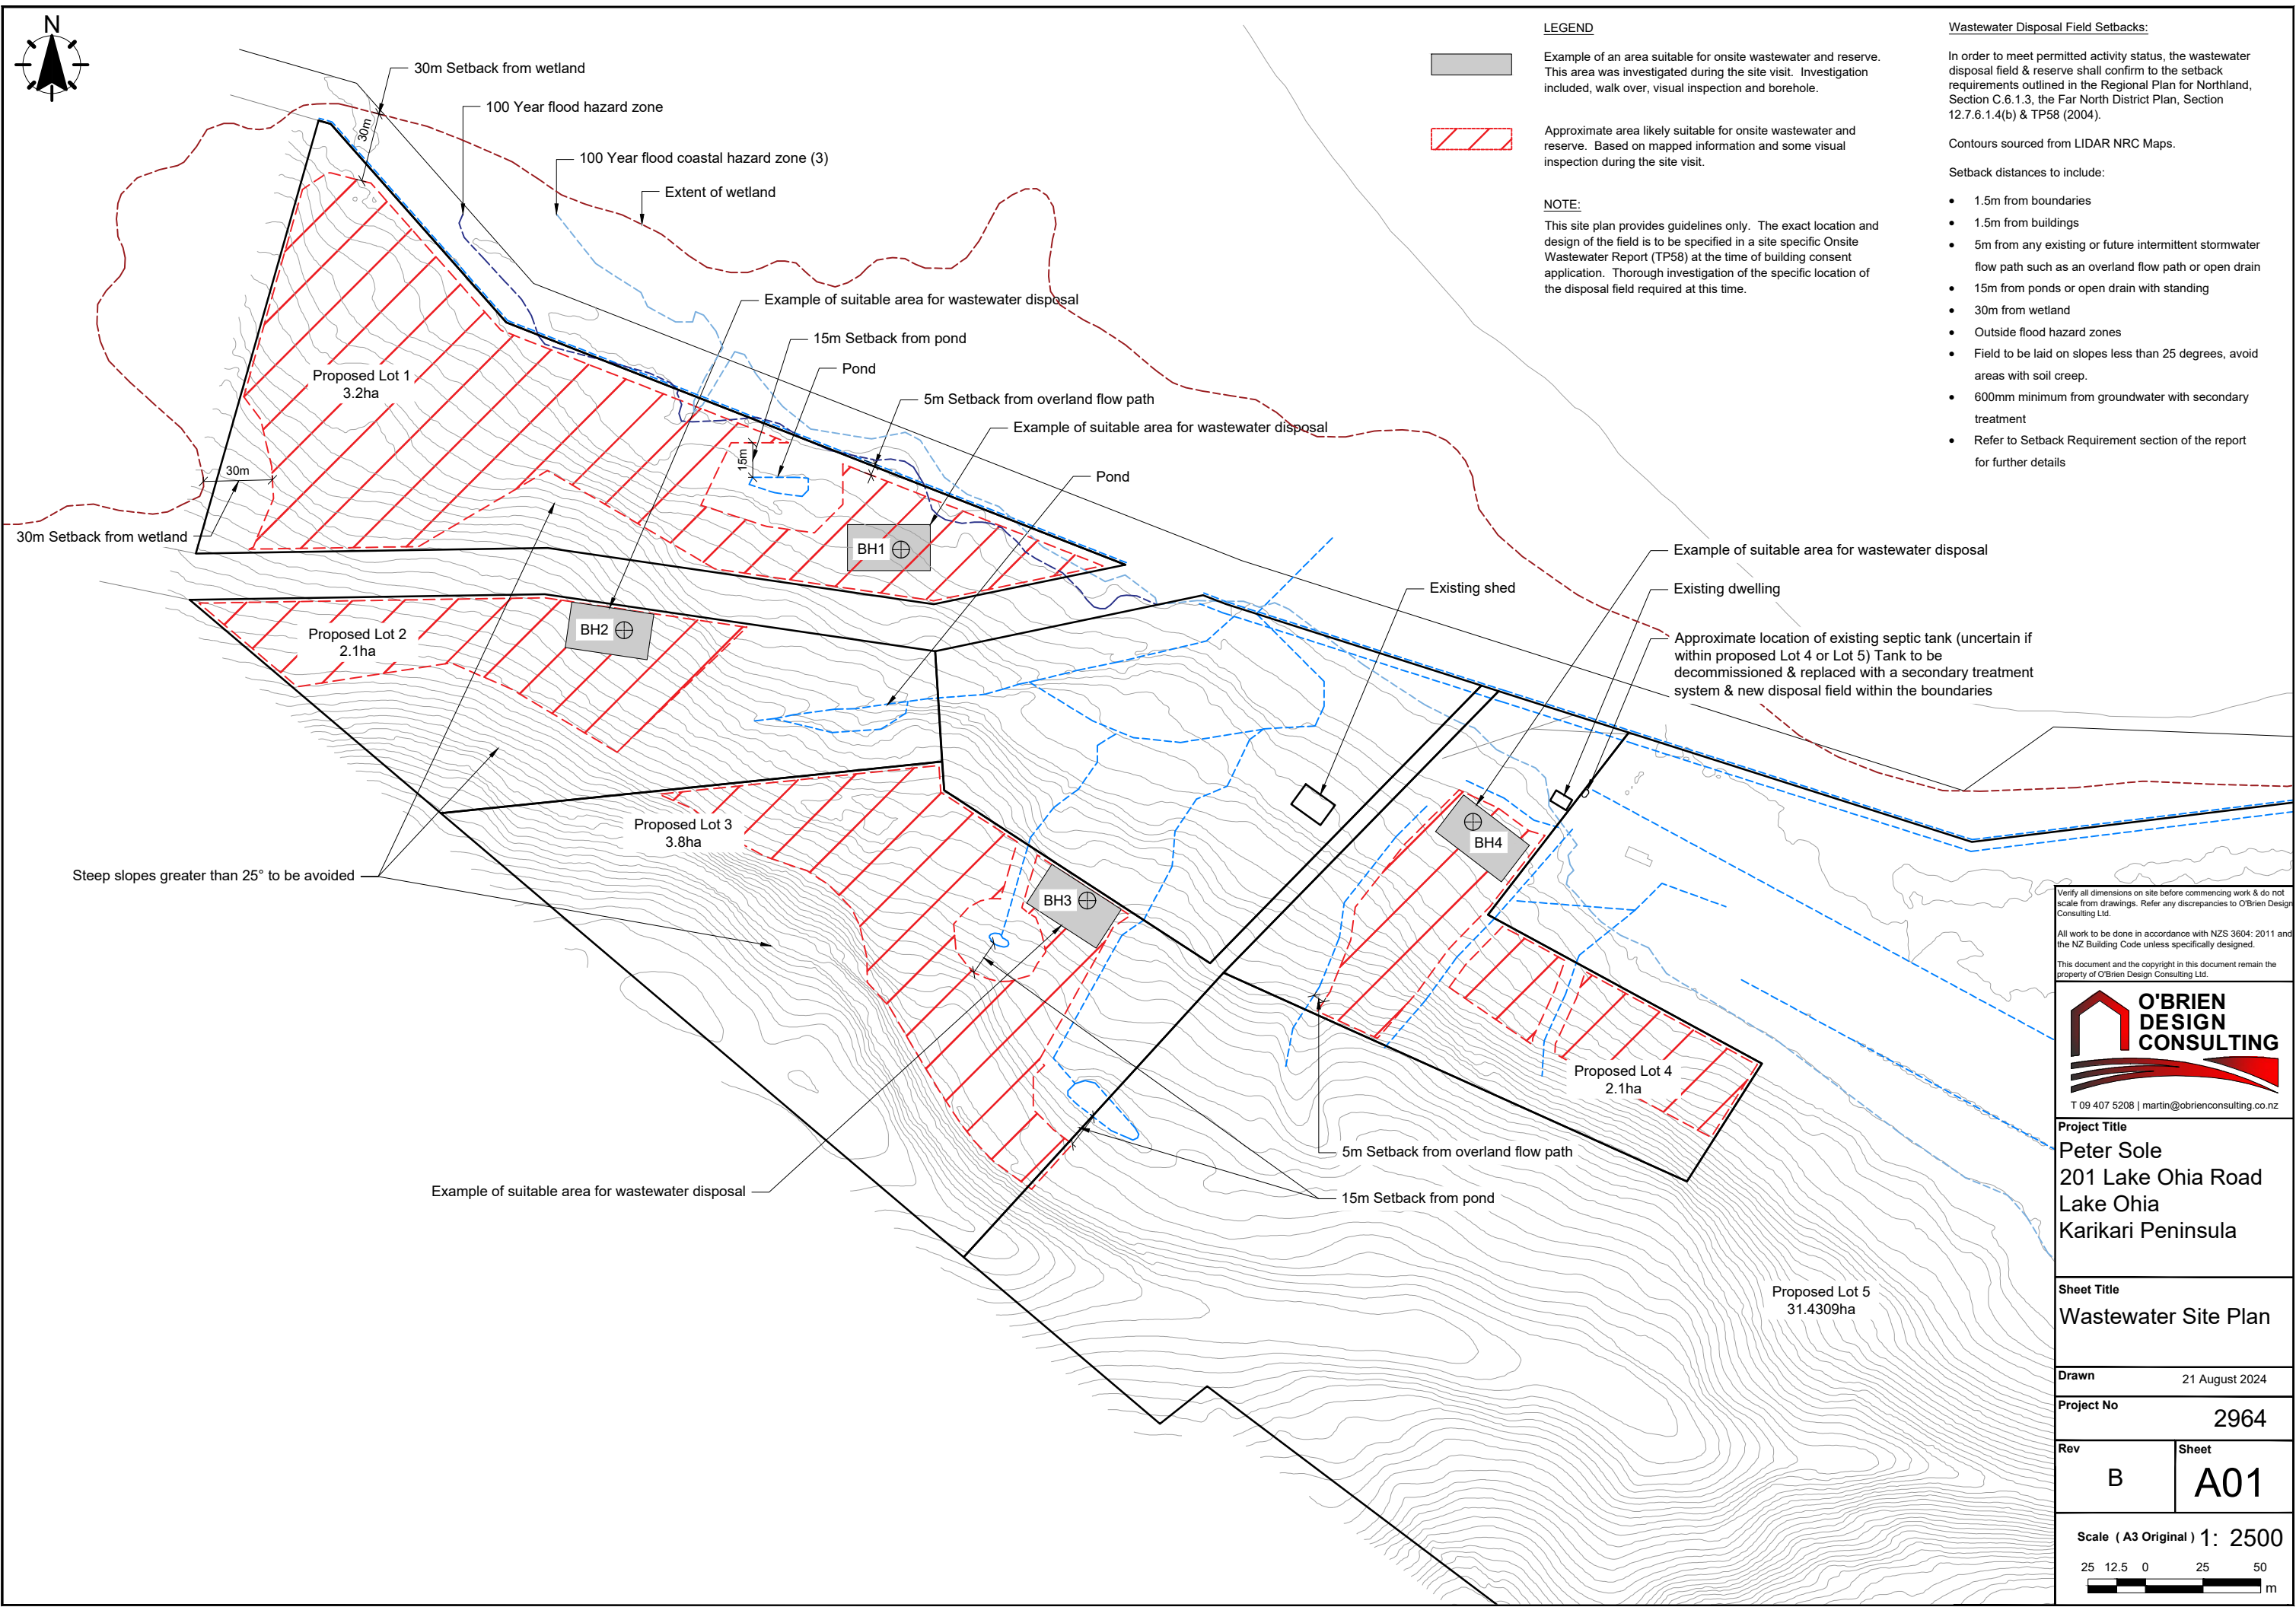 N
30m Setback from wetland
100 Year flood hazard zone
30m
100 Year flood coastal hazard zone (3)
Extent of wetland
Example of suitable area for wastewater disposal
15m Setback from pond
Pond
5m Setback from overland flow path
Example of suitable area for wastewater disposal
Pond
Proposed Lot 1
3.2ha
15m
30m
30m Setback from wetland
BH1
BH2
Proposed Lot 2
2.1ha
Example of suitable area for wastewater disposal
Existing shed
Existing dwelling
Approximate location of existing septic tank (uncertain if
within proposed Lot 4 or Lot 5) Tank to be
decommissioned & replaced with a secondary treatment
system & new disposal field within the boundaries
Proposed Lot 3
3.8ha
BH4
Steep slopes greater than 25° to be avoided
BH3
Proposed Lot 4
2.1ha
5m Setback from overland flow path
Example of suitable area for wastewater disposal
15m Setback from pond
Proposed Lot 5
31.4309ha
LEGEND
Example of an area suitable for onsite wastewater and reserve.
This area was investigated during the site visit. Investigation
included, walk over, visual inspection and borehole.
Approximate area likely suitable for onsite wastewater and
reserve. Based on mapped information and some visual
inspection during the site visit.
NOTE:
This site plan provides guidelines only. The exact location and
design of the field is to be specified in a site specific Onsite
Wastewater Report (TP58) at the time of building consent
application. Thorough investigation of the specific location of
the disposal field required at this time.
Wastewater Disposal Field Setbacks:
In order to meet permitted activity status, the wastewater
disposal field & reserve shall confirm to the setback
requirements outlined in the Regional Plan for Northland,
Section C.6.1.3, the Far North District Plan, Section
12.7.6.1.4(b) & TP58 (2004).
Contours sourced from LIDAR NRC Maps.
Setback distances to include:
• 1.5m from boundaries
• 1.5m from buildings
• 5m from any existing or future intermittent stormwater
flow path such as an overland flow path or open drain
• 15m from ponds or open drain with standing
• 30m from wetland
• Outside flood hazard zones
• Field to be laid on slopes less than 25 degrees, avoid
areas with soil creep.
• 600mm minimum from groundwater with secondary
treatment
• Refer to Setback Requirement section of the report
for further details
Verify all dimensions on site before commencing work & do not
scale from drawings. Refer any discrepancies to O'Brien Design
Consulting Ltd.
All work to be done in accordance with NZS 3604: 2011 and
the NZ Building Code unless specifically designed.
This document and the copyright in this document remain the
property of O'Brien Design Consulting Ltd.
O'BRIEN
DESIGN
CONSULTING
T 09 407 5208 | martin@obrienconsulting.co.nz
Project Title
Peter Sole
201 Lake Ohia Road
Lake Ohia
Karikari Peninsula
Sheet Title
Wastewater Site Plan
Drawn 21 August 2024
Project No
2964
Rev Sheet
B A01
Scale ( A3 Original ) 1: 2500
25 12.5 0 25 50
m